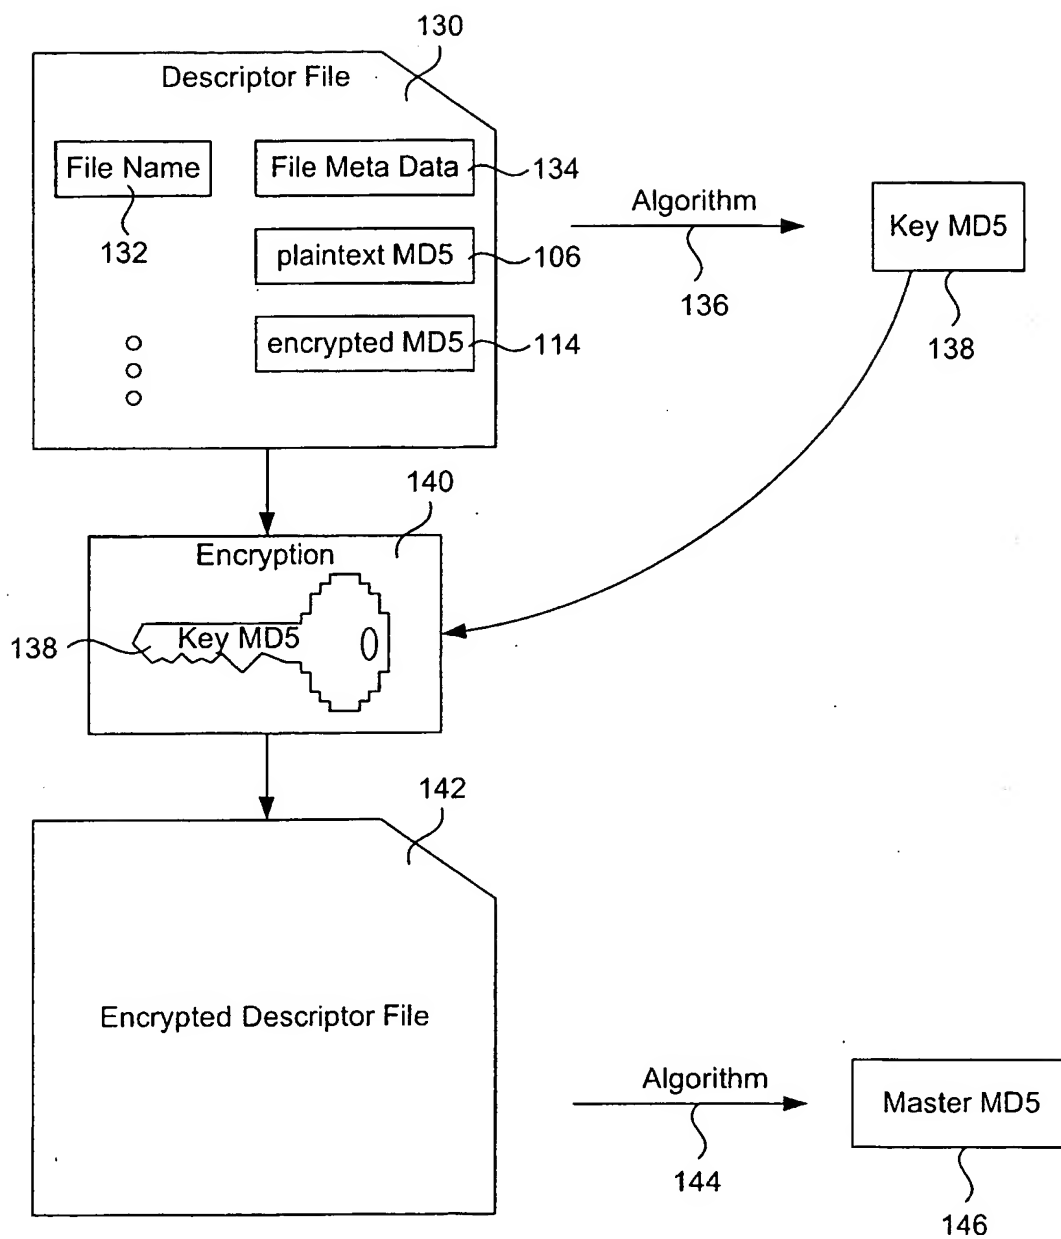 130
Descriptor File
File Name
File Meta Data
134
132
plaintext MD5
106
encrypted MD5
114
Algorithm
136
Key MD5
138
140
Encryption
Key MD5
138
142
Encrypted Descriptor File
Algorithm
144
Master MD5
146